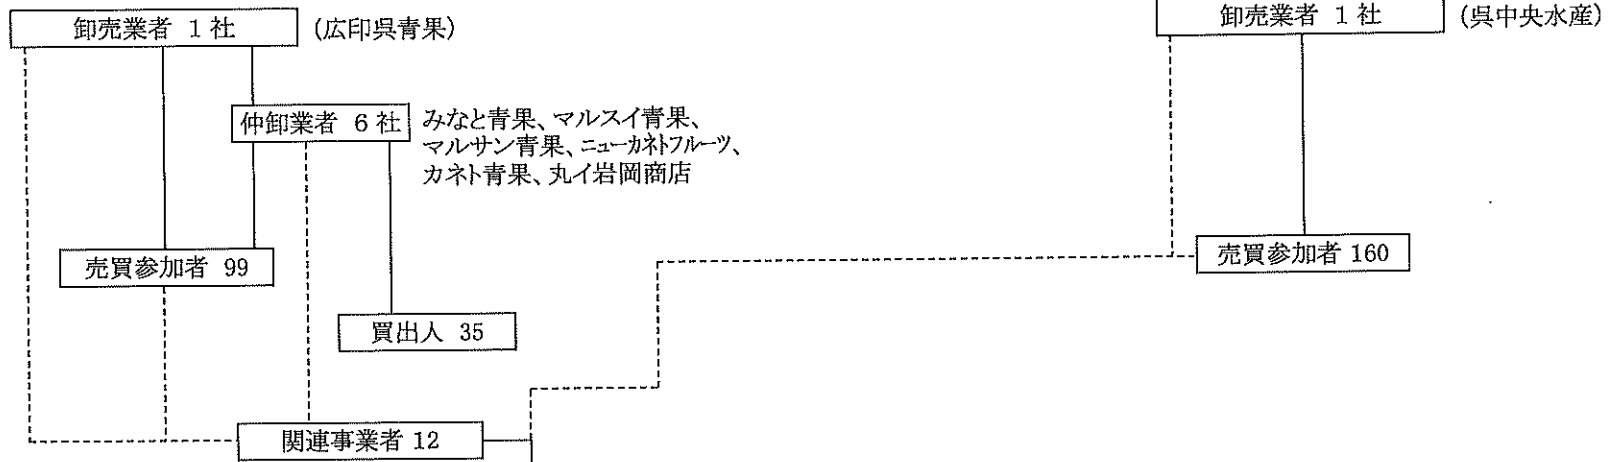 卸売業者 1 社 (広印呉青果)
卸売業者 1 社 (呉中央水産)
仲卸業者 6 社
みなと青果、マルスイ青果、
マルサン青果、ニューカネトフルーツ、
カネト青果、丸イ岩岡商店
売買参加者 99
売買参加者 160
買出人 35
関連事業者 12